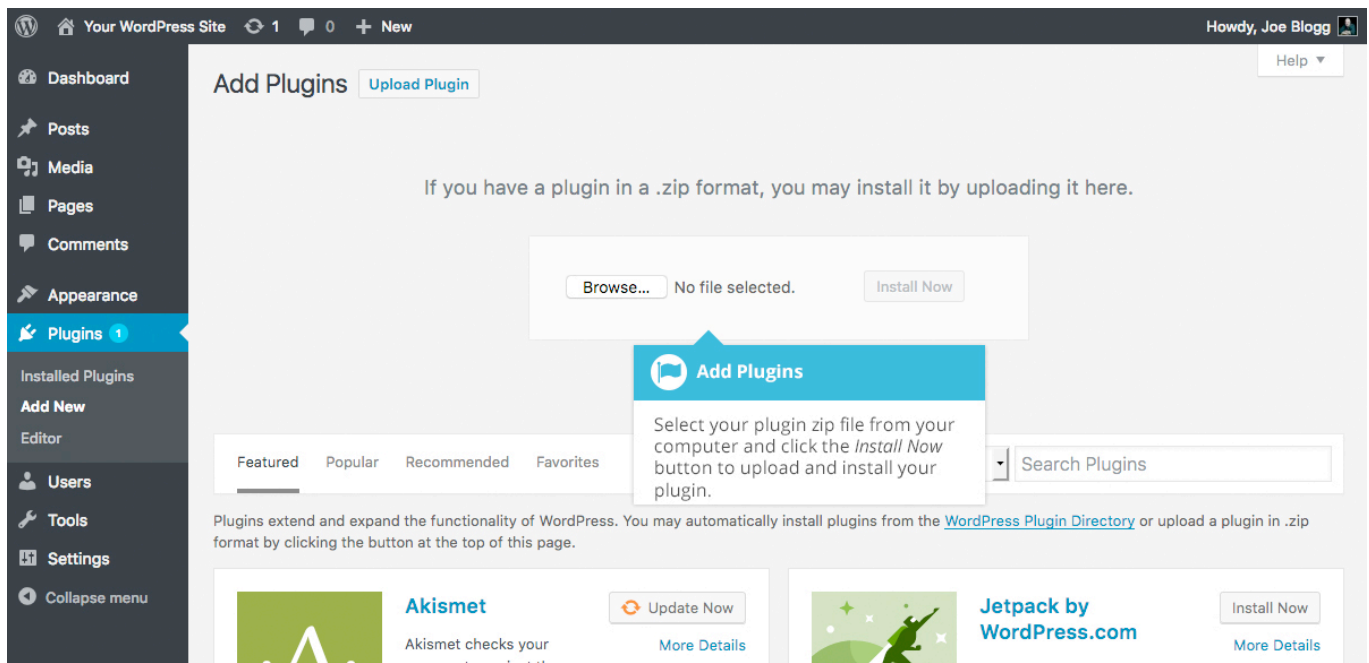 Your WordPress Site 1 0 + New Howdy, Joe Blogg
Help ▼
Dashboard
Posts
Media
Pages
Comments
Appearance
Plugins 1
Installed Plugins
Add New
Editor
Users
Tools
Settings
Collapse menu
Add Plugins Upload Plugin
If you have a plugin in a .zip format, you may install it by uploading it here.
Browse... No file selected. Install Now
Add Plugins
Select your plugin zip file from your
computer and click the Install Now
button to upload and install your
plugin.
Featured Popular Recommended Favorites Search Plugins
Plugins extend and expand the functionality of WordPress. You may automatically install plugins from the WordPress Plugin Directory or upload a plugin in .zip
format by clicking the button at the top of this page.
Akismet
Update Now
Akismet checks your
More Details
Jetpack by
WordPress.com
Install Now
More Details